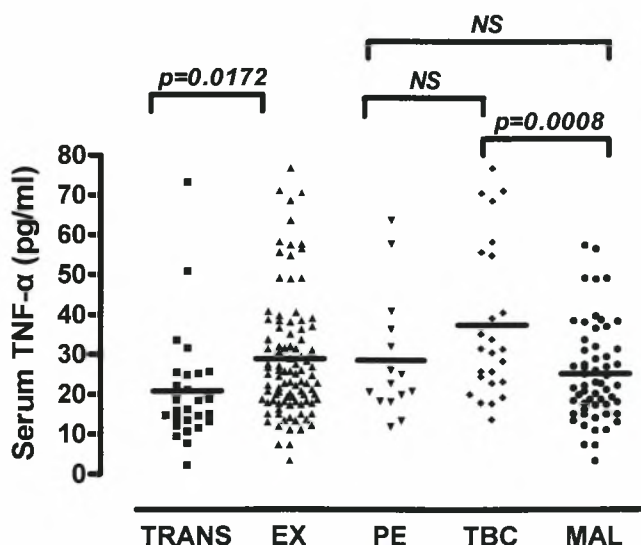 NS
p=0.0172
NS
p=0.0008
Serum TNF-α (pg/ml)
80
70
60
50
40
30
20
10
0
TRANS EX PE TBC MAL